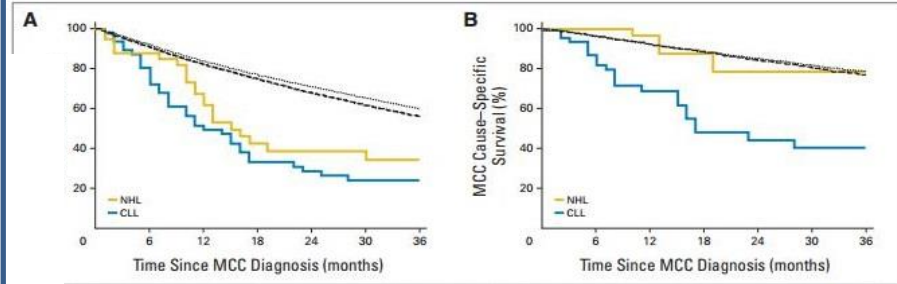 A
100
80
60
40
20
NHL
CLL
0 6 12 18 24 30 36
Time Since MCC Diagnosis (months)
B
MCC Cause–Specific
Survival (%)
100
80
60
40
20
NHL
CLL
0 6 12 18 24 30 36
Time Since MCC Diagnosis (months)